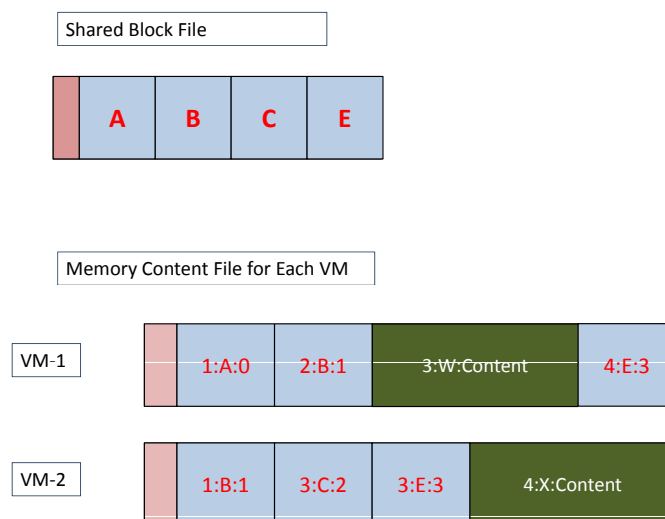 Shared Block File
A B C E
Memory Content File for Each VM
VM-1 1:A:0 2:B:1 3:W:Content 4:E:3
VM-2 1:B:1 3:C:2 3:E:3 4:X:Content